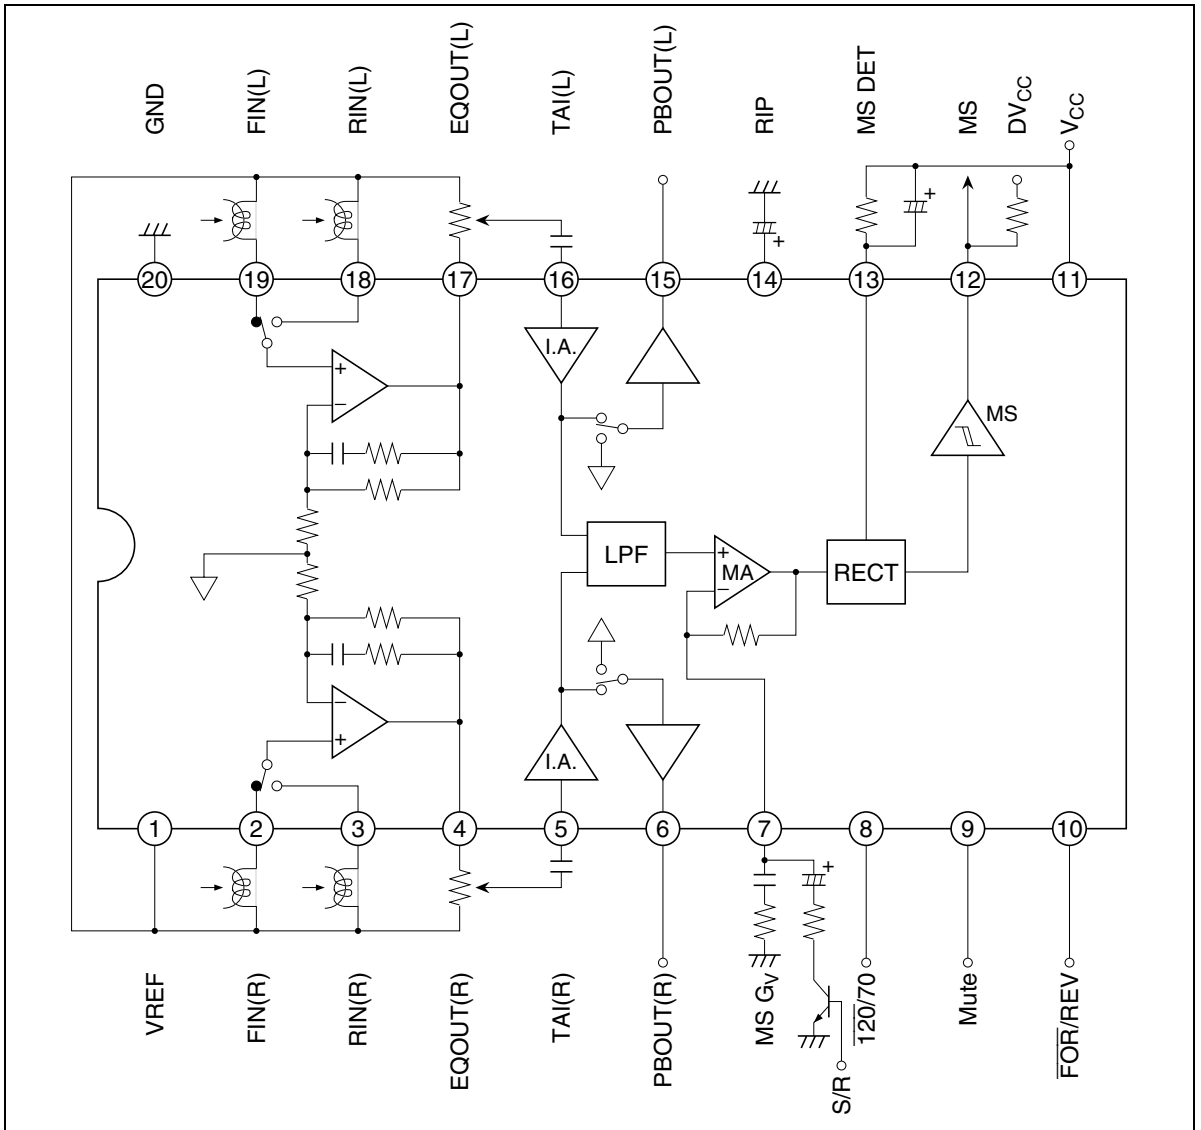 GND
FIN(L)
RIN(L)
EQOUT(L)
TAI(L)
PBOUT(L)
RIP
MS DET
MS
DVCC
VCC
+
+
20
19
18
17
16
15
14
13
12
11
I.A.
+
−
MS
LPF
+
MA
−
RECT
−
+
I.A.
1
2
3
4
5
6
7
8
9
10
+
VREF
FIN(R)
RIN(R)
EQOUT(R)
TAI(R)
PBOUT(R)
MS GV
S/R
120/70
Mute
FOR/REV